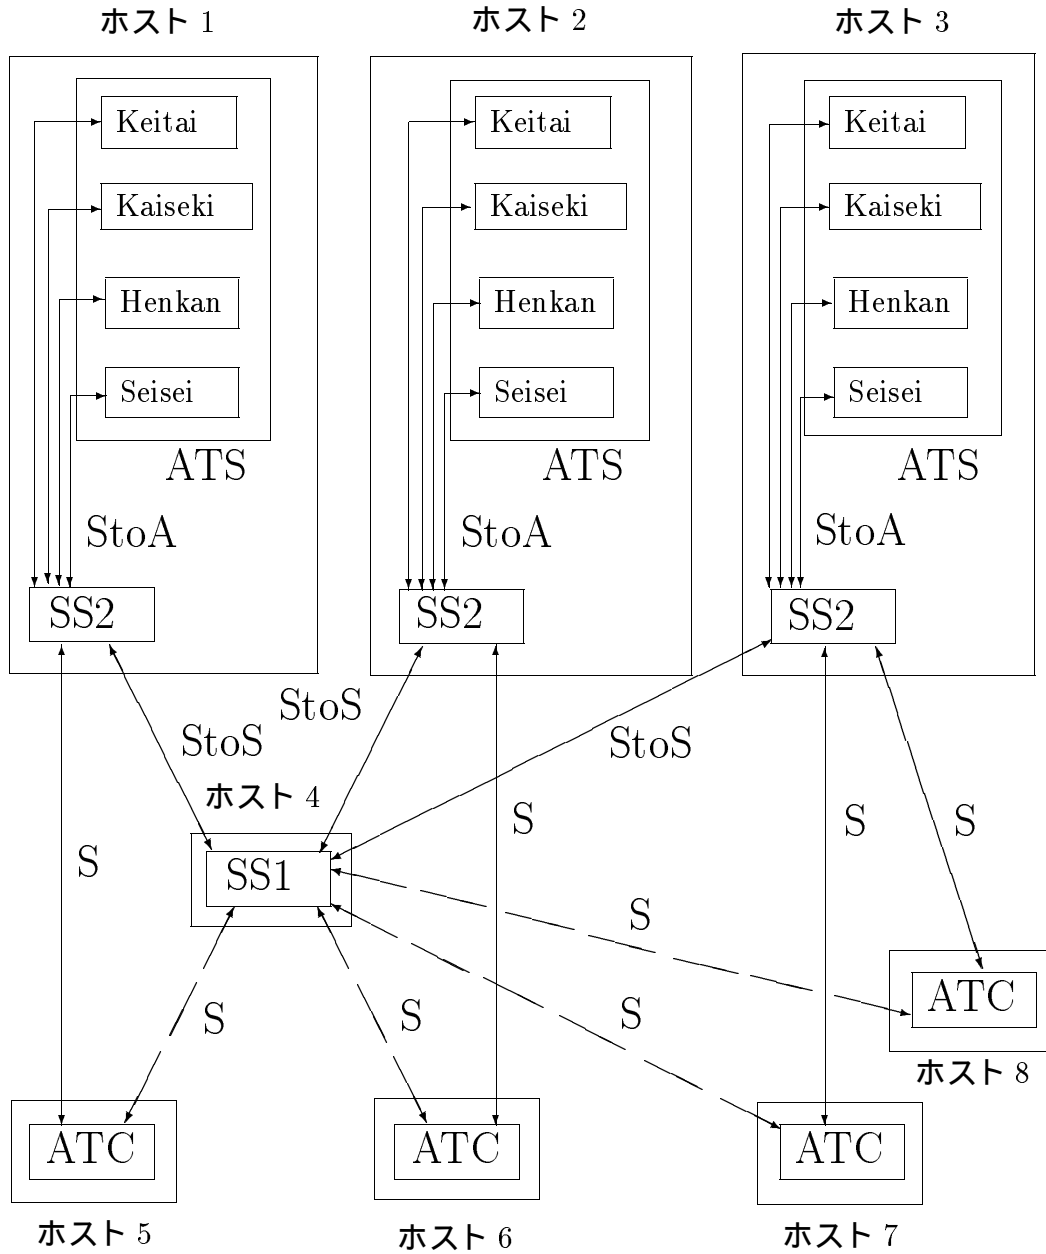 ホスト 1
ホスト 2
ホスト 3
Keitai
Kaiseki
Henkan
Seisei
ATS
StoA
SS2
Keitai
Kaiseki
Henkan
Seisei
ATS
StoA
SS2
Keitai
Kaiseki
Henkan
Seisei
ATS
StoA
SS2
StoS
StoS
StoS
ホスト 4
SS1
S
S
S
S
S
S
S
S
ATC
ホスト 8
ATC
ATC
ATC
ホスト 5
ホスト 6
ホスト 7